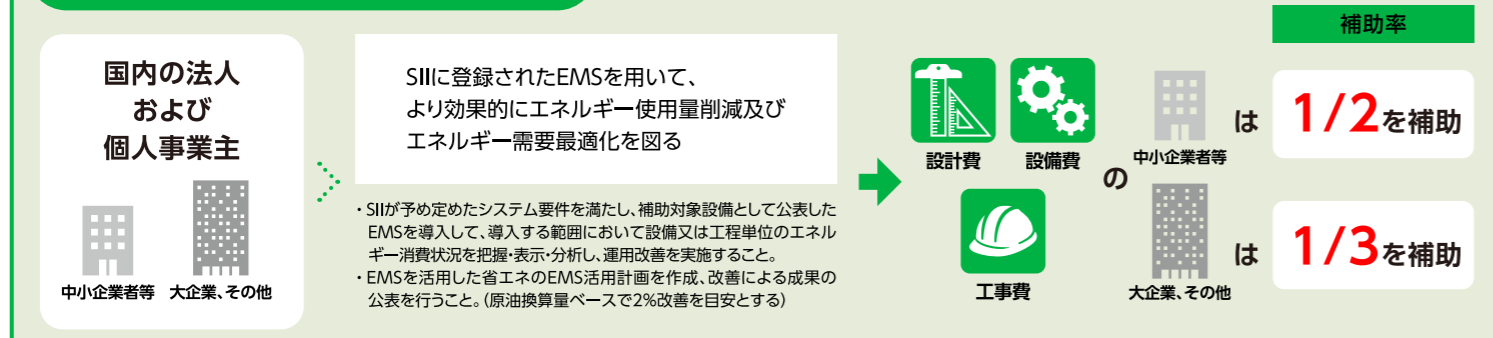 国内の法人
および
個人事業主
中小企業者等 大企業、その他
SIIに登録されたEMSを用いて、
より効果的にエネルギー使用量削減及び
エネルギー需要最適化を図る
・SIIが予め定めたシステム要件を満たし、補助対象設備として公表した
EMSを導入して、導入する範囲において設備又は工程単位のエネル
ギー消費状況を把握・表示・分析し、運用改善を実施すること。
・EMSを活用した省エネのEMS活用計画を作成、改善による成果の
公表を行うこと。(原油換算量ベースで2%改善を目安とする)
設計費 設備費
工事費
の
補助率
中小企業者等
は 1/2を補助
大企業、その他
は 1/3を補助